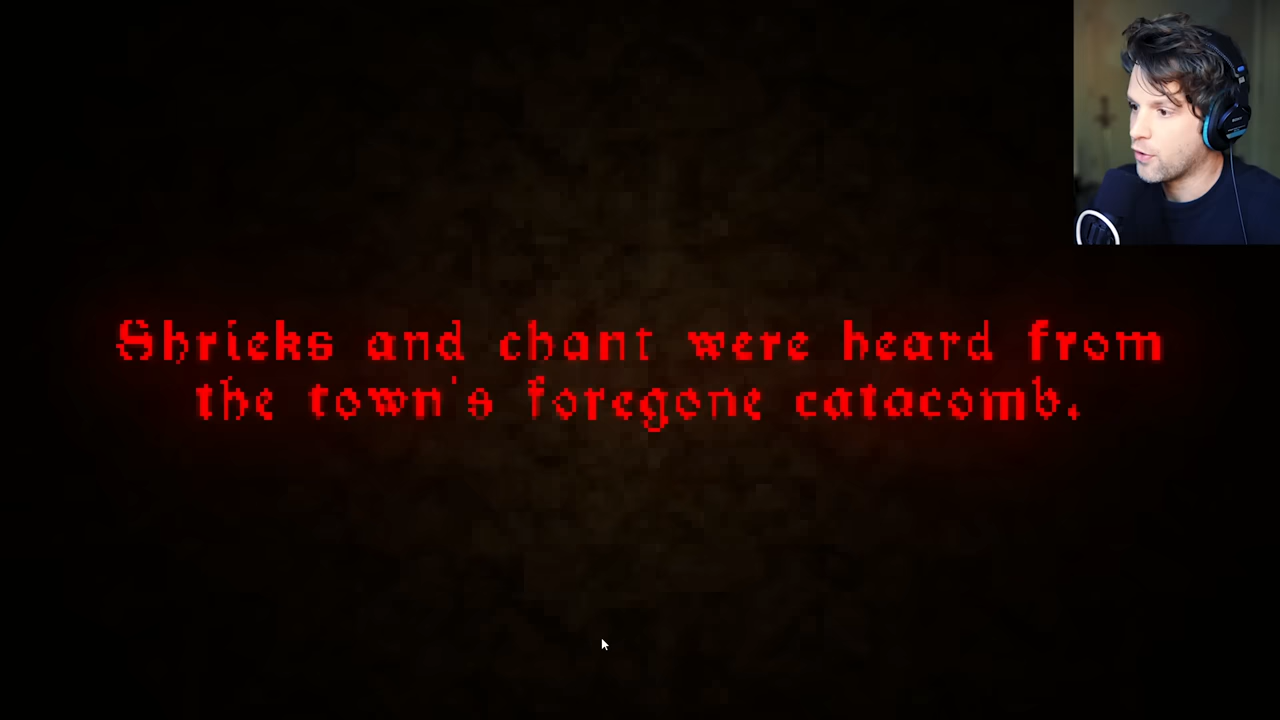 Shrieks and chant were heard from
the town's foregone catacomb.